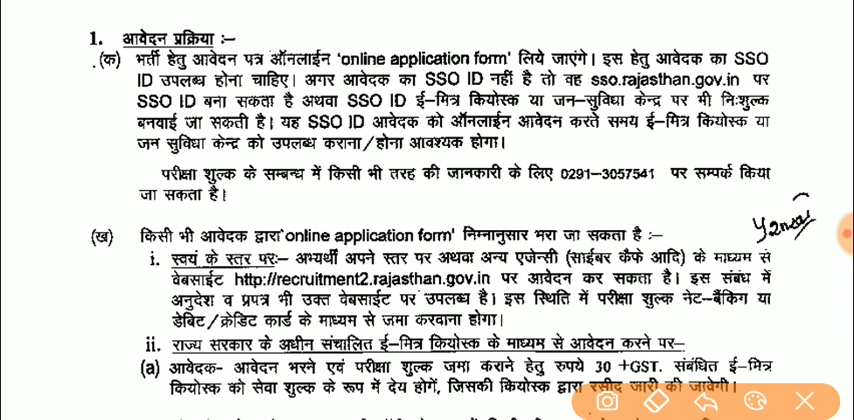 1. आवेदन प्रक्रिया :–
(क) भर्ती हेतु आवेदन पत्र ऑनलाईन 'online application form' लिये जाएंगे। इस हेतु आवेदक का SSO
ID उपलब्ध होना चाहिए। अगर आवेदक का SSO ID नहीं है तो वह sso.rajasthan.gov.in पर
SSO ID बना सकता है अथवा SSO ID ई–मित्र कियोस्क या जन–सुविधा केन्द्र पर भी निःशुल्क
बनवाई जा सकती है। यह SSO ID आवेदक को ऑनलाईन आवेदन करते समय ई–मित्र कियोस्क या
जन सुविधा केन्द्र को उपलब्ध कराना/होना आवश्यक होगा।
परीक्षा शुल्क के सम्बन्ध में किसी भी तरह की जानकारी के लिए 0291–3057541 पर सम्पर्क किया
जा सकता है।
(ख) किसी भी आवेदक द्वारा 'online application form' निम्नानुसार भरा जा सकता है :–
i. स्वयं के स्तर परः– अभ्यर्थी अपने स्तर पर अथवा अन्य एजेन्सी (साईबर कैफे आदि) के माध्यम से
वेबसाईट http://recruitment2.rajasthan.gov.in पर आवेदन कर सकता है। इस संबंध में
अनुदेश व प्रपत्र भी उक्त वेबसाईट पर उपलब्ध है। इस स्थिति में परीक्षा शुल्क नेट–बैंकिग या
डेबिट/क्रेडिट कार्ड के माध्यम से जमा करवाना होगा।
ii. राज्य सरकार के अधीन संचालित ई–मित्र कियोस्क के माध्यम से आवेदन करने पर–
(a) आवेदक- आवेदन भरने एवं परीक्षा शुल्क जमा कराने हेतु रुपये 30 +GST. संबंधित ई–मित्र
कियोस्क को सेवा शुल्क के रूप में देय होगें, जिसकी कियोस्क द्वारा रसीद जारी की जावेगी।